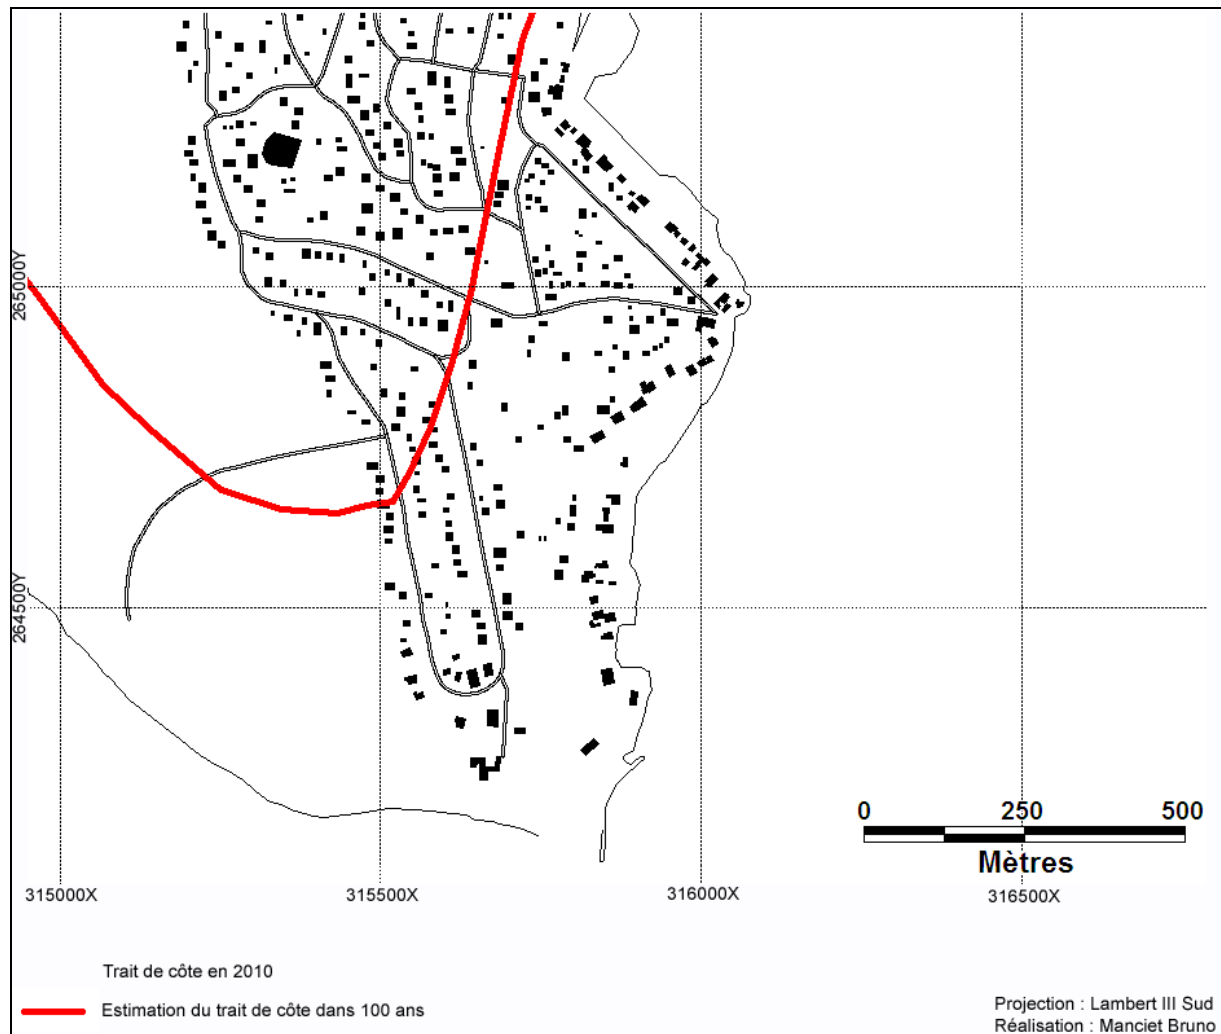 265000Y
264500Y
0 250 500
Mètres
315000X 315500X 316000X 316500X
Trait de côte en 2010
Estimation du trait de côte dans 100 ans
Projection : Lambert III Sud
Réalisation : Manciet Bruno